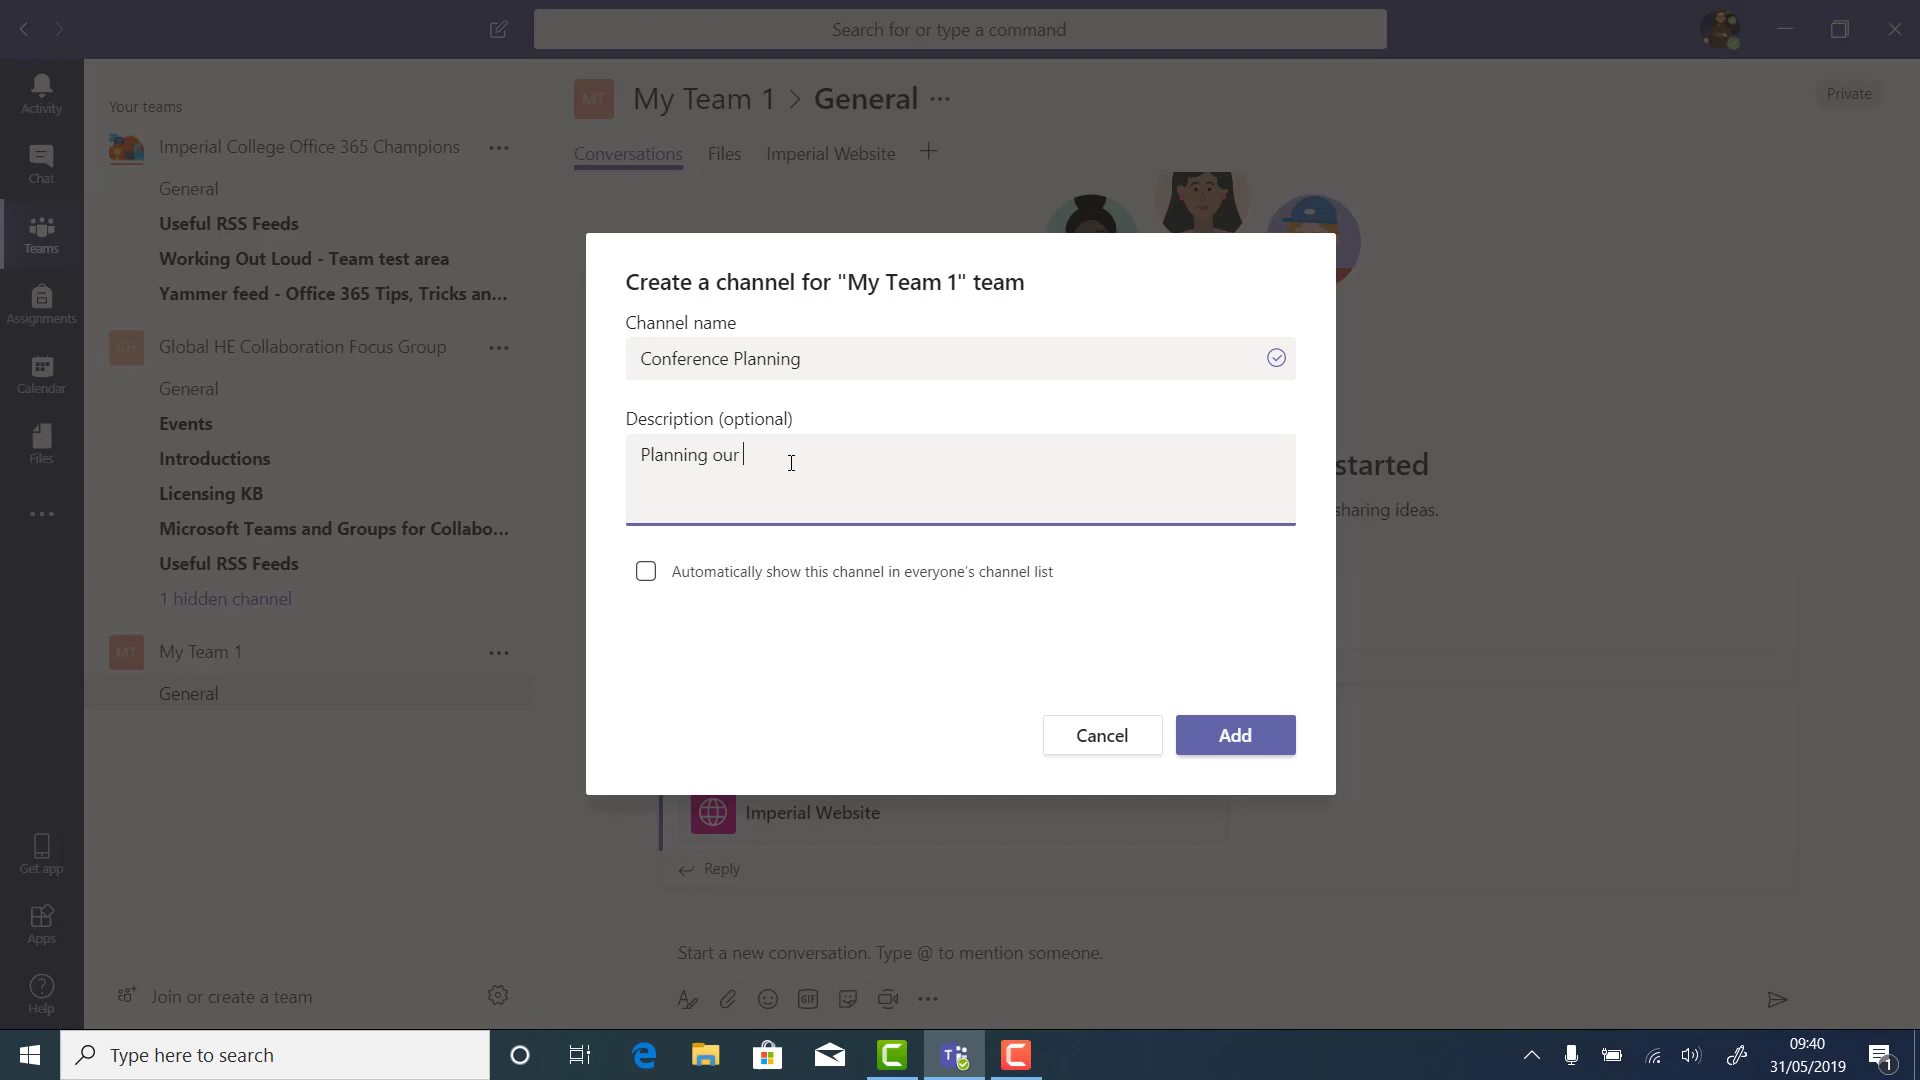 Search for or type a command
Activity
Chat
Teams
Assignments
Calendar
Files
Get app
Apps
Help
Your teams
Imperial College Office 365 Champions
General
Useful RSS Feeds
Working Out Loud - Team test area
Yammer feed - Office 365 Tips, Tricks an...
GH
Global HE Collaboration Focus Group
General
Events
Introductions
Licensing KB
Microsoft Teams and Groups for Collabo...
Useful RSS Feeds
1 hidden channel
MT
My Team 1
General
Join or create a team
MT
My Team 1 > General
Private
Conversations Files Imperial Website
Create a channel for "My Team 1" team
Channel name
Conference Planning
Description (optional)
Planning our
Automatically show this channel in everyone's channel list
Cancel Add
started
sharing ideas.
Imperial Website
Reply
Start a new conversation. Type @ to mention someone.
GIF
Type here to search
09:40
31/05/2019
1